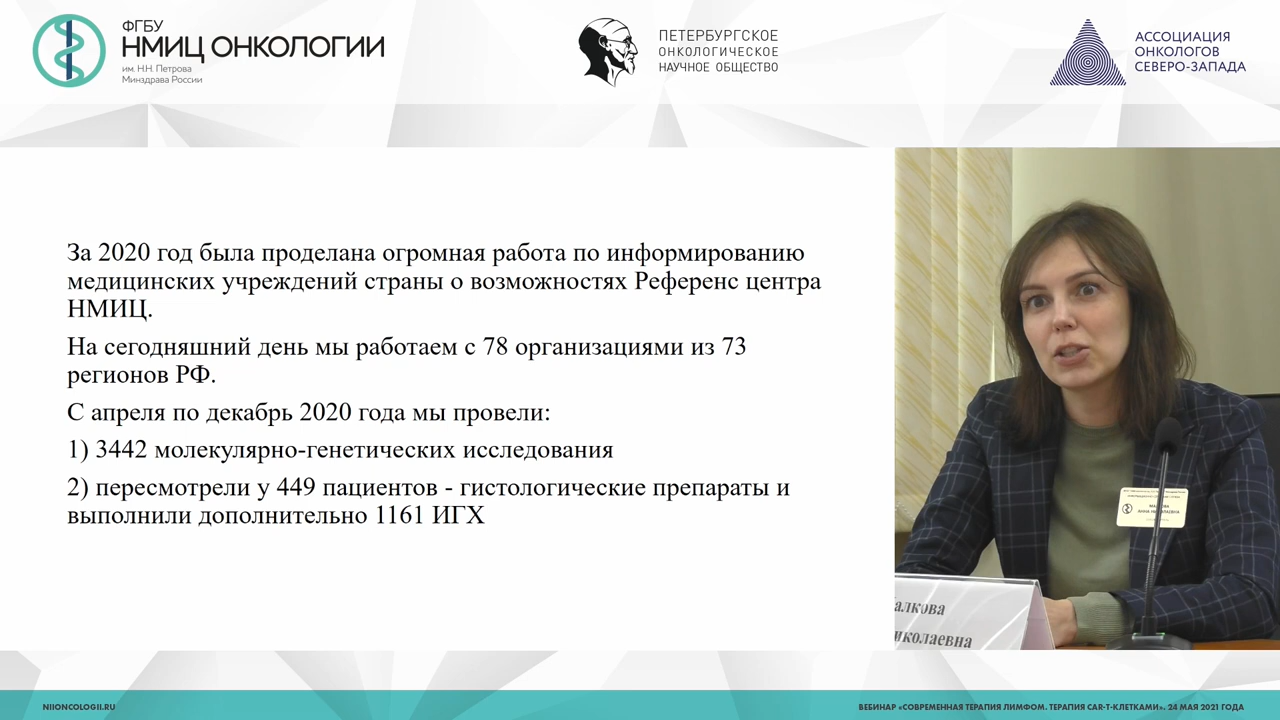 ФГБУ
НМИЦ ОНКОЛОГИИ
им. Н.Н. Петрова
Минздрава России
ПЕТЕРБУРГСКОЕ
ОНКОЛОГИЧЕСКОЕ
НАУЧНОЕ ОБЩЕСТВО
АССОЦИАЦИЯ
ОНКОЛОГОВ
СЕВЕРО-ЗАПАДА
За 2020 год была проделана огромная работа по информированию
медицинских учреждений страны о возможностях Референс центра
НМИЦ.
На сегодняшний день мы работаем с 78 организациями из 73
регионов РФ.
С апреля по декабрь 2020 года мы провели:
1) 3442 молекулярно-генетических исследования
2) пересмотрели у 449 пациентов - гистологические препараты и
выполнили дополнительно 1161 ИГХ
алкова
иколаевна
NIIONCOLOGII.RU
ВЕБИНАР «СОВРЕМЕННАЯ ТЕРАПИЯ ЛИМФОМ. ТЕРАПИЯ CAR-T-КЛЕТКАМИ». 24 МАЯ 2021 ГОДА